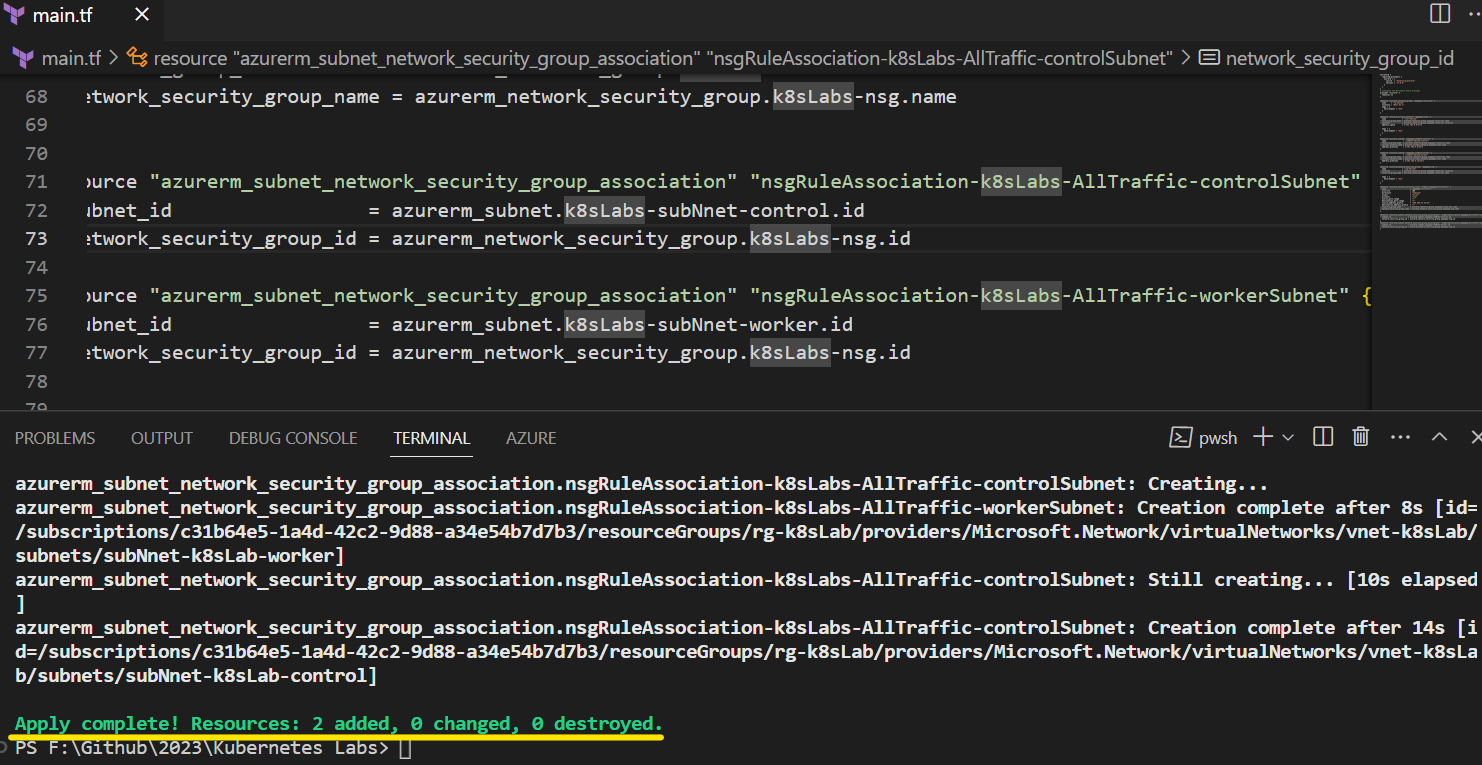 main.tf
main.tf > resource "azurerm_subnet_network_security_group_association" "nsgRuleAssociation-k8sLabs-AllTraffic-controlSubnet" > network_security_group_id
68 etwork_security_group_name = azurerm_network_security_group.k8sLabs-nsg.name
69
70
71 ource "azurerm_subnet_network_security_group_association" "nsgRuleAssociation-k8sLabs-AllTraffic-controlSubnet"
72 ubnet_id = azurerm_subnet.k8sLabs-subNnet-control.id
73 etwork_security_group_id = azurerm_network_security_group.k8sLabs-nsg.id
74
75 ource "azurerm_subnet_network_security_group_association" "nsgRuleAssociation-k8sLabs-AllTraffic-workerSubnet" {
76 ubnet_id = azurerm_subnet.k8sLabs-subNnet-worker.id
77 etwork_security_group_id = azurerm_network_security_group.k8sLabs-nsg.id
78
79
PROBLEMS OUTPUT DEBUG CONSOLE TERMINAL AZURE pwsh
azurerm_subnet_network_security_group_association.nsgRuleAssociation-k8sLabs-AllTraffic-controlSubnet: Creating...
azurerm_subnet_network_security_group_association.nsgRuleAssociation-k8sLabs-AllTraffic-workerSubnet: Creation complete after 8s [id=
/subscriptions/c31b64e5-1a4d-42c2-9d88-a34e54b7d7b3/resourceGroups/rg-k8sLab/providers/Microsoft.Network/virtualNetworks/vnet-k8sLab/
subnets/subNnet-k8sLab-worker]
azurerm_subnet_network_security_group_association.nsgRuleAssociation-k8sLabs-AllTraffic-controlSubnet: Still creating... [10s elapsed
]
azurerm_subnet_network_security_group_association.nsgRuleAssociation-k8sLabs-AllTraffic-controlSubnet: Creation complete after 14s [i
d=/subscriptions/c31b64e5-1a4d-42c2-9d88-a34e54b7d7b3/resourceGroups/rg-k8sLab/providers/Microsoft.Network/virtualNetworks/vnet-k8sLa
b/subnets/subNnet-k8sLab-control]
Apply complete! Resources: 2 added, 0 changed, 0 destroyed.
PS F:\Github\2023\Kubernetes Labs>